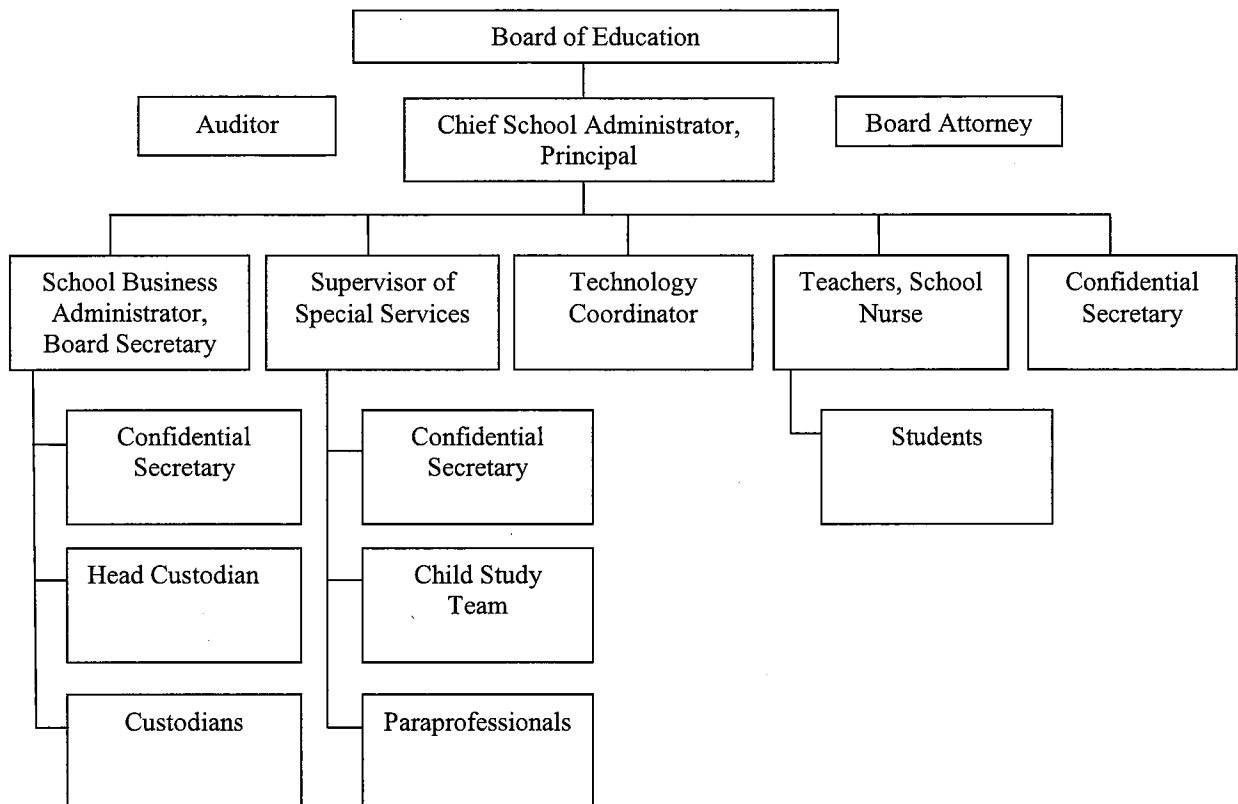 Board of Education
Auditor
Chief School Administrator,
Principal
Board Attorney
School Business
Administrator,
Board Secretary
Supervisor of
Special Services
Technology
Coordinator
Teachers, School
Nurse
Confidential
Secretary
Confidential
Secretary
Confidential
Secretary
Students
Head Custodian
Child Study
Team
Custodians
Paraprofessionals